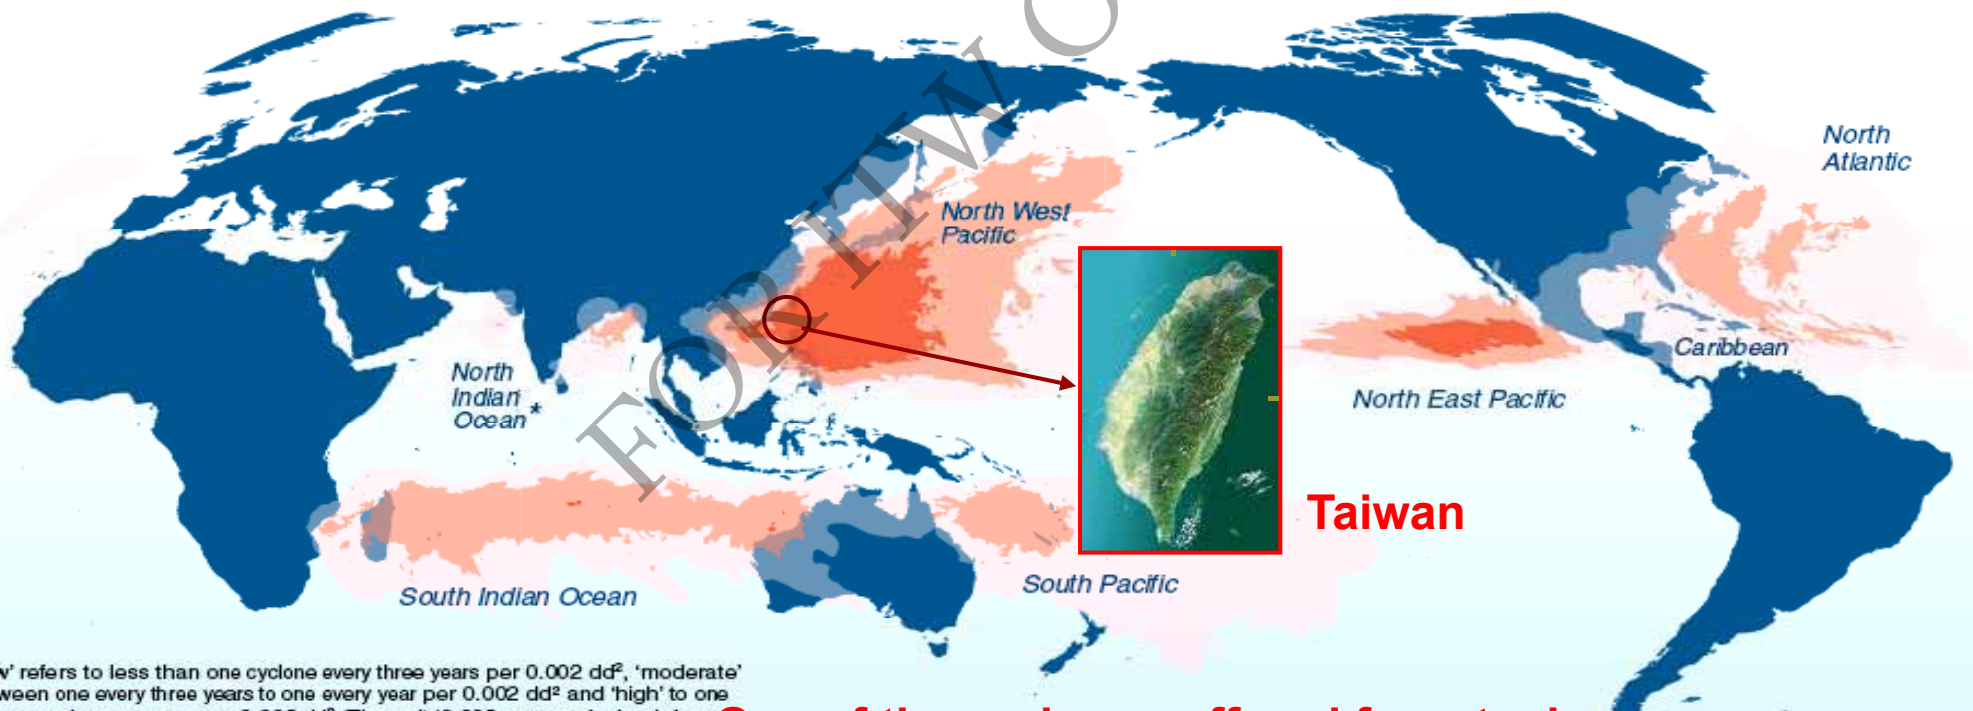 North
Atlantic
North West
Pacific
North
Indian
Ocean*
Caribbean
North East Pacific
Taiwan
South Pacific
South Indian Ocean
' refers to less than one cyclone every three years per 0.002 dd², 'moderate'
ween one every three years to one every year per 0.002 dd² and 'high' to one
FOR ITW O